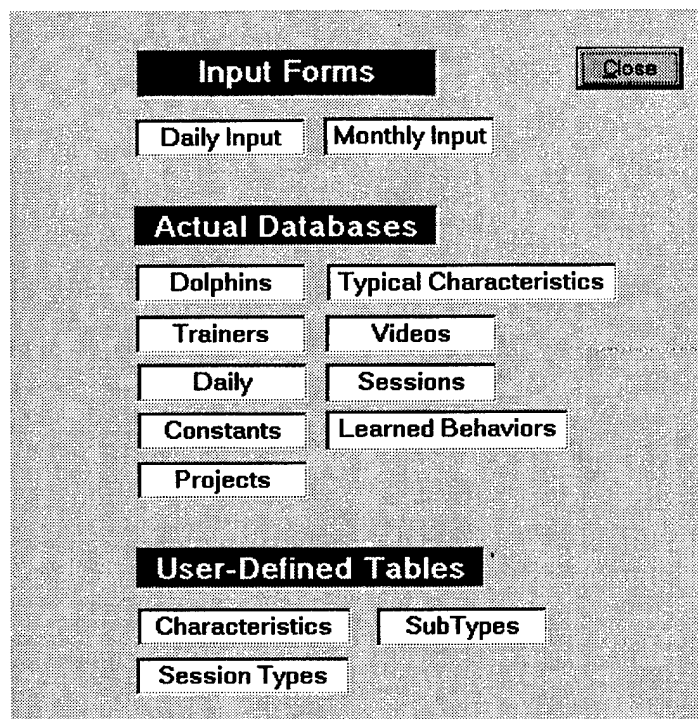 Input Forms
Close
Daily Input
Monthly Input
Actual Databases
Dolphins
Typical Characteristics
Trainers
Videos
Daily
Sessions
Constants
Learned Behaviors
Projects
User-Defined Tables
Characteristics
SubTypes
Session Types